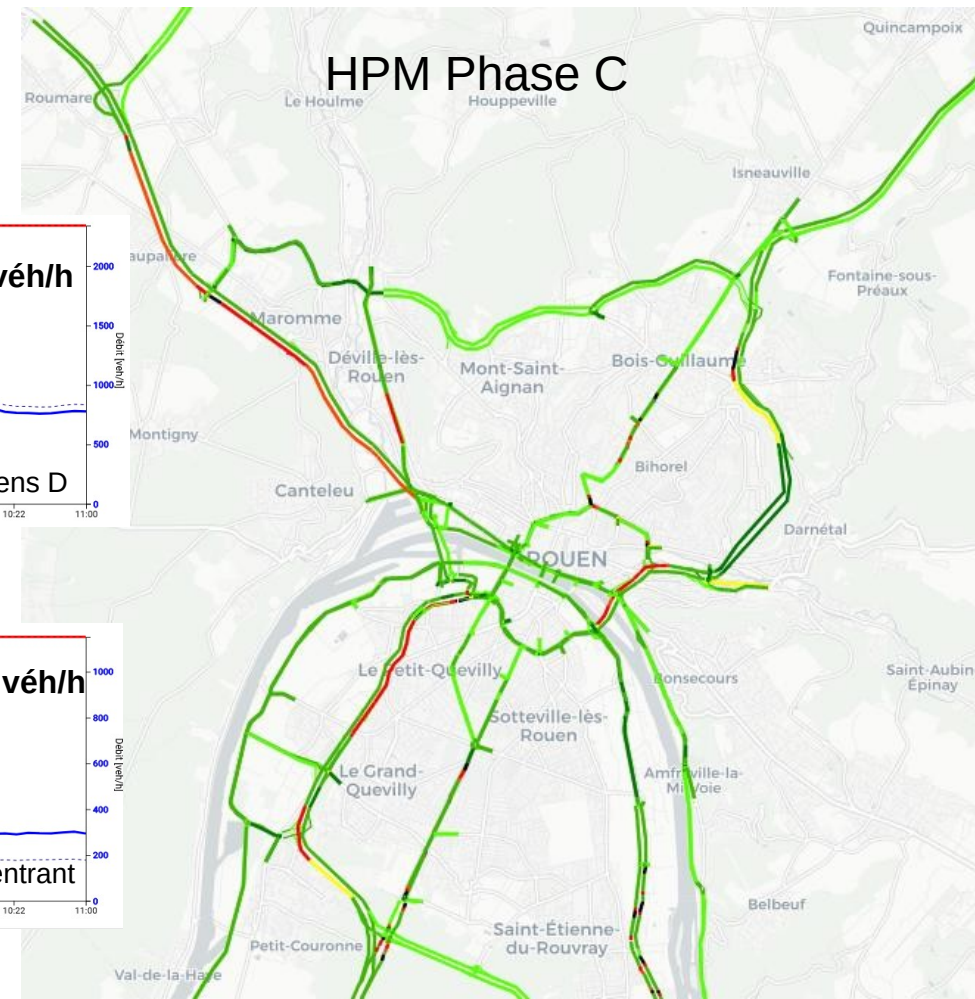 HPM Phase C
Quincampoix
Roumare
Le Houlme
Houppeville
Isneauville
véh/h
2000
1500
1000
500
0
Débit [veh/h]
ens D
10:22
11:00
aupalière
Fontaine-sous-
Préaux
Maromme
Déville-lès-
Rouen
Mont-Saint-
Aignan
Bois-Guillaume
Montigny
Bihorel
Canteleu
Darnétal
ROUEN
véh/h
1000
800
600
400
200
0
Débit [veh/h]
entrant
10:22
11:00
Le Petit-Quevilly
Bonsecours
Saint-Aubin-
Épinay
Sotteville-lès-
Rouen
Le Grand-
Quevilly
Amfreville-la-
Mi-Voie
Belbeuf
Petit-Couronne
Saint-Étienne-
du-Rouvray
Val-de-la-Haye